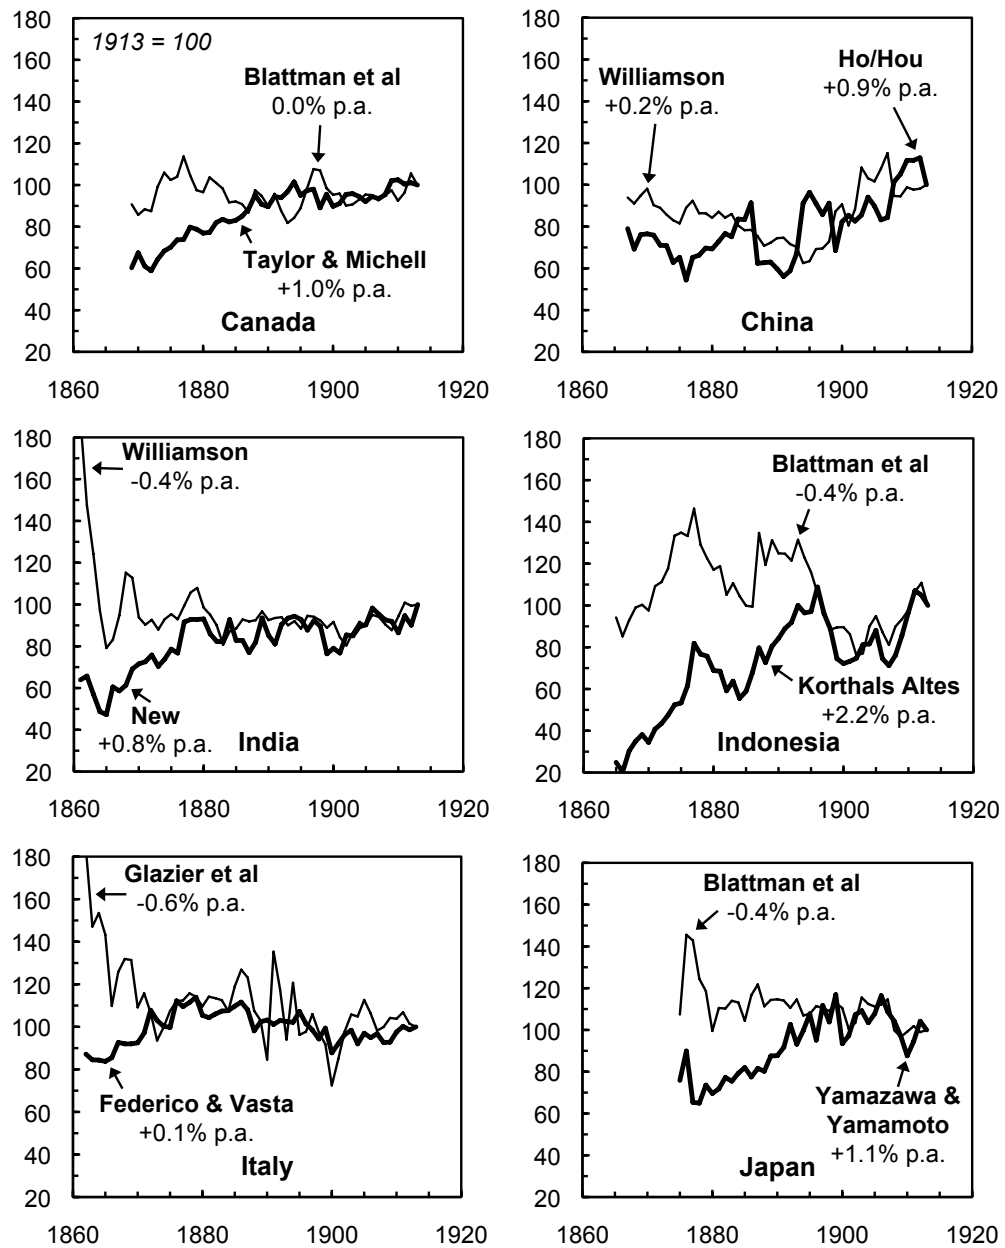 180
160
140
120
100
80
60
40
20
1913 = 100
Blattman et al
0.0% p.a.
Taylor & Michell
+1.0% p.a.
Canada
1860 1880 1900 1920
180
160
140
120
100
80
60
40
20
Williamson
+0.2% p.a.
Ho/Hou
+0.9% p.a.
China
1860 1880 1900 1920
180
160
140
120
100
80
60
40
20
Williamson
-0.4% p.a.
New
+0.8% p.a.
India
1860 1880 1900 1920
180
160
140
120
100
80
60
40
20
Blattman et al
-0.4% p.a.
Korthals Altes
+2.2% p.a.
Indonesia
1860 1880 1900 1920
180
160
140
120
100
80
60
40
20
Glazier et al
-0.6% p.a.
Federico & Vasta
+0.1% p.a.
Italy
1860 1880 1900 1920
180
160
140
120
100
80
60
40
20
Blattman et al
-0.4% p.a.
Yamazawa &
Yamamoto
+1.1% p.a.
Japan
1860 1880 1900 1920